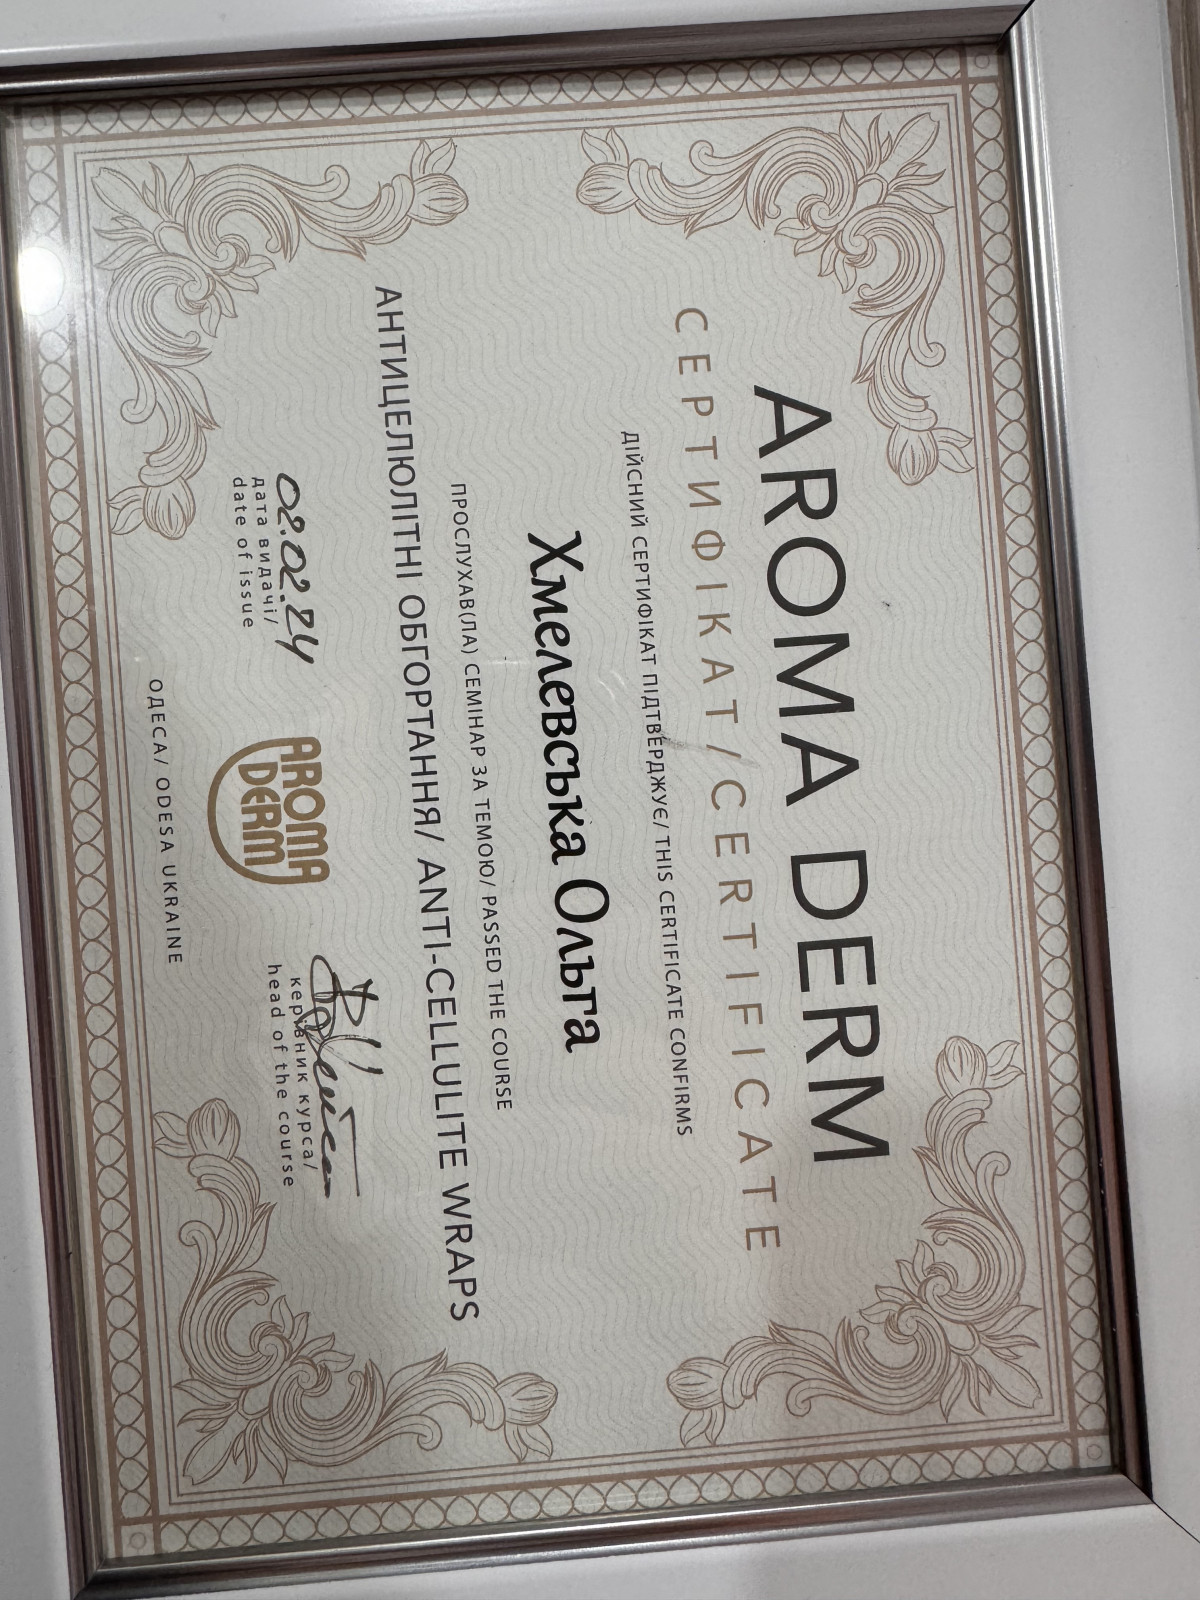 AROMA DERM
СЕРТИФІКАТ/CERTIFICATE
ДІЙСНИЙ СЕРТИФІКАТ ПІДТВЕРДЖУЄ/ THIS CERTIFICATE CONFIRMS
Хмелевська Ольга
ПРОСЛУХАВ(ЛА) СЕМІНАР ЗА ТЕМОЮ/ PASSED THE COURSE
АНТИЦЕЛЮЛІТНІ ОБГОРТАННЯ/ ANTI-CELLULITE WRAPS
02.02.24
дата видачі/
date of issue
AROMA
DERM
керівник курса/
head of the course
ОДЕСА/ ODESA UKRAINE